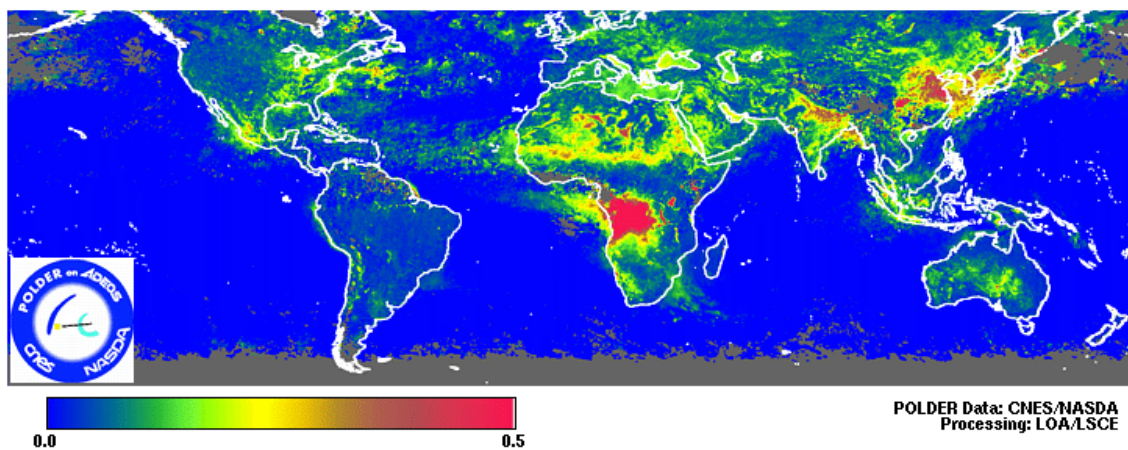 POLDER on ADEOS
CNES NASDA
0.0 0.5
POLDER Data: CNES/NASDA
Processing: LOA/LSCE